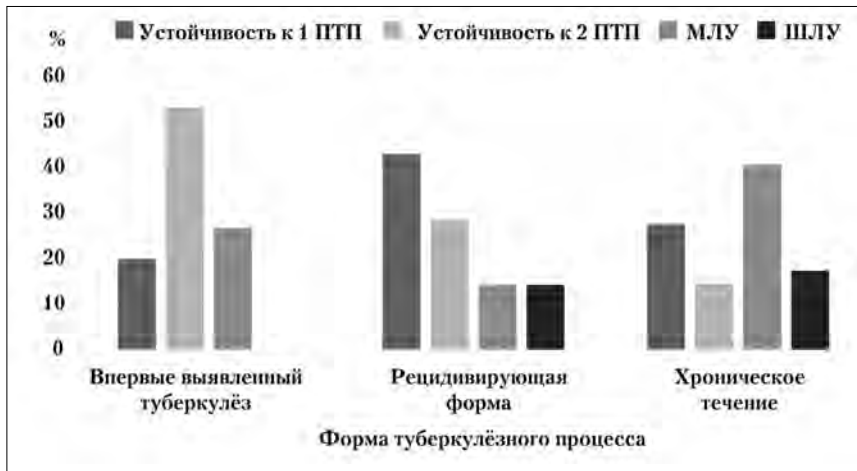 %
Устойчивость к 1 ПТП Устойчивость к 2 ПТП МЛУ ШЛУ
60
50
40
30
20
10
0
Впервые выявленный
туберкулёз
Рецидивирующая
форма
Хроническое
течение
Форма туберкулёзного процесса